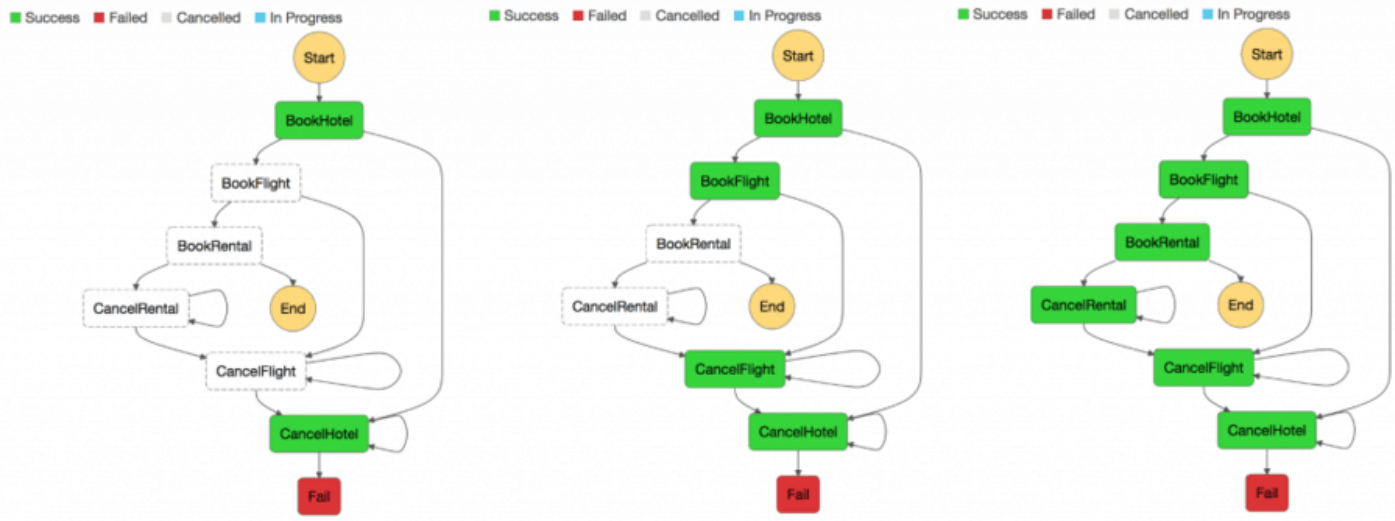 Success Failed Cancelled In Progress
Start
BookHotel
BookFlight
BookRental
CancelRental
End
CancelFlight
CancelHotel
Fail
Success Failed Cancelled In Progress
Start
BookHotel
BookFlight
BookRental
CancelRental
End
CancelFlight
CancelHotel
Fail
Success Failed Cancelled In Progress
Start
BookHotel
BookFlight
BookRental
CancelRental
End
CancelFlight
CancelHotel
Fail